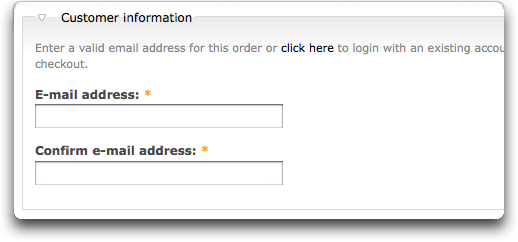 Customer information
Enter a valid email address for this order or click here to login with an existing
checkout.
E-mail address: *
Confirm e-mail address: *